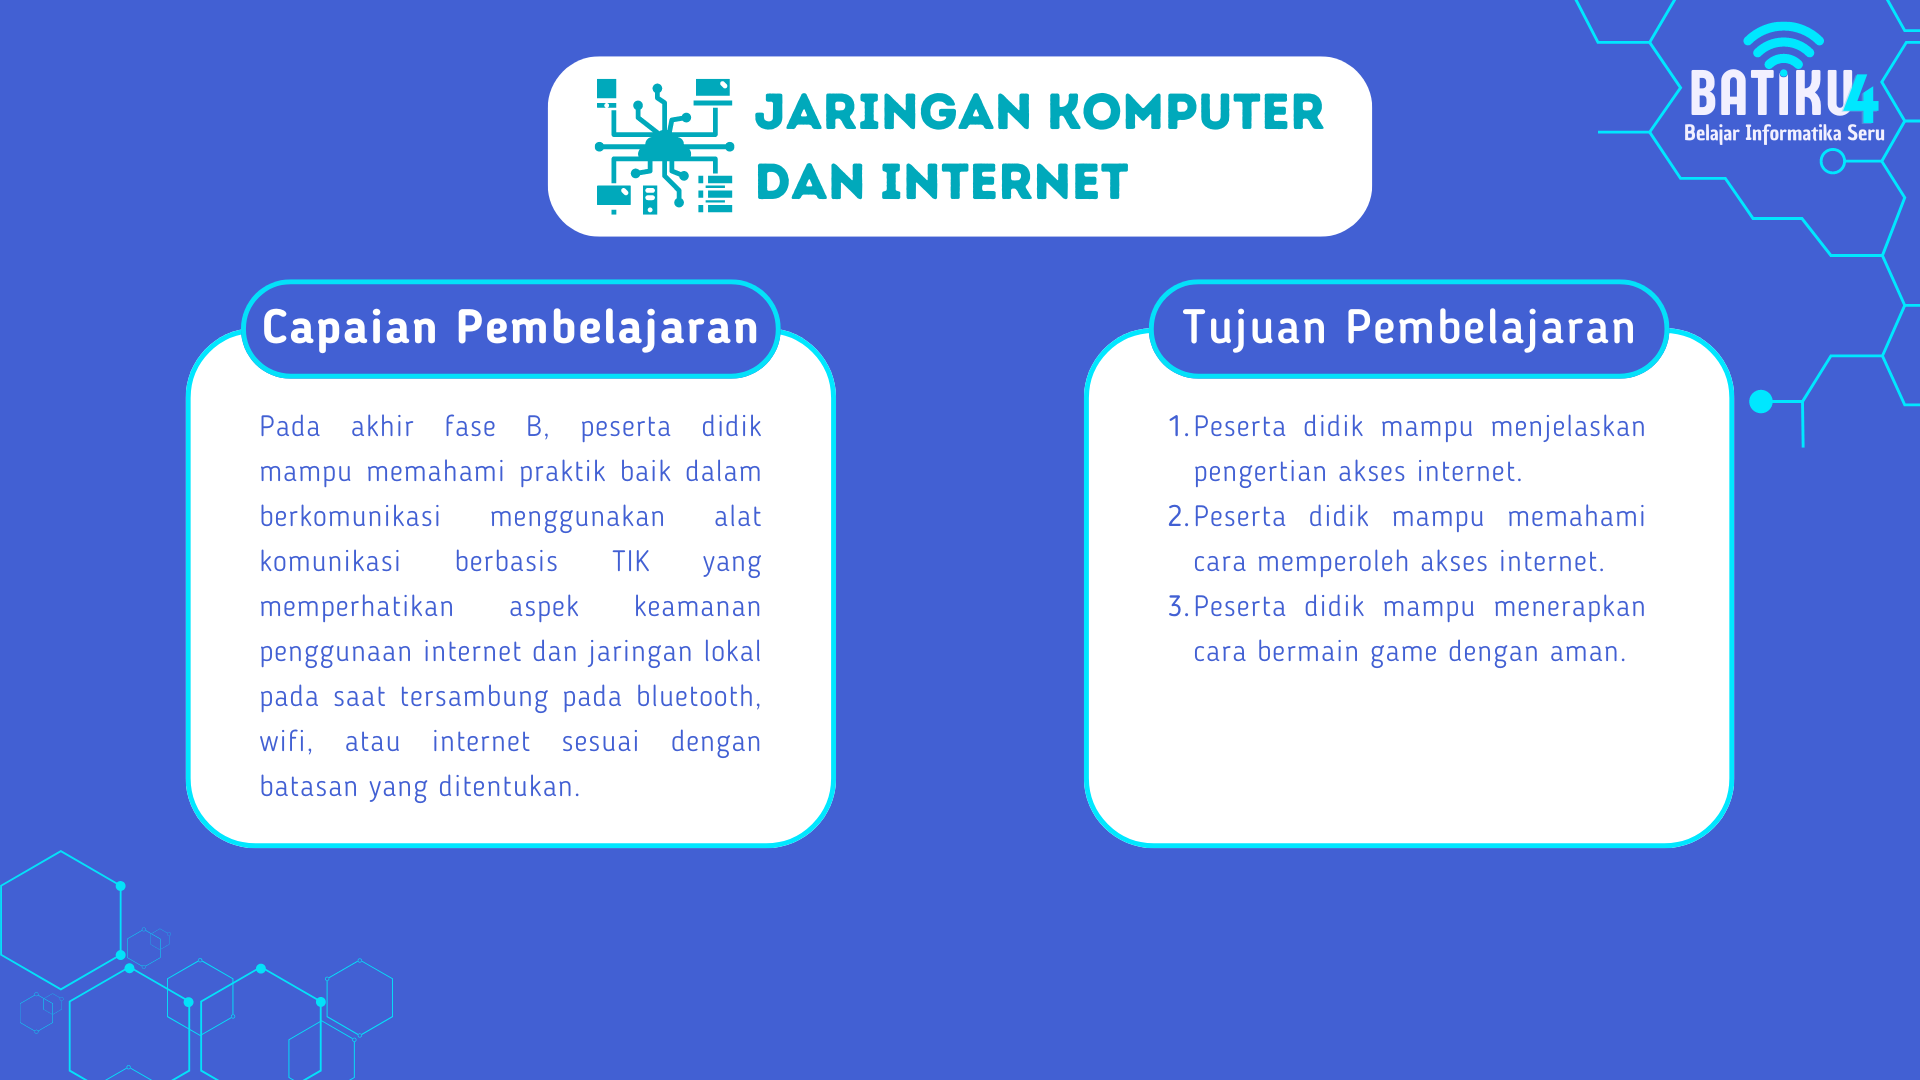 JARINGAN KOMPUTER
DAN INTERNET
BATIKU4
Belajar Informatika Seru
Capaian Pembelajaran
Pada akhir fase B, peserta didik
mampu memahami praktik baik dalam
berkomunikasi menggunakan alat
komunikasi berbasis TIK yang
memperhatikan aspek keamanan
penggunaan internet dan jaringan lokal
pada saat tersambung pada bluetooth,
wifi, atau internet sesuai dengan
batasan yang ditentukan.
Tujuan Pembelajaran
1. Peserta didik mampu menjelaskan
pengertian akses internet.
2. Peserta didik mampu memahami
cara memperoleh akses internet.
3. Peserta didik mampu menerapkan
cara bermain game dengan aman.